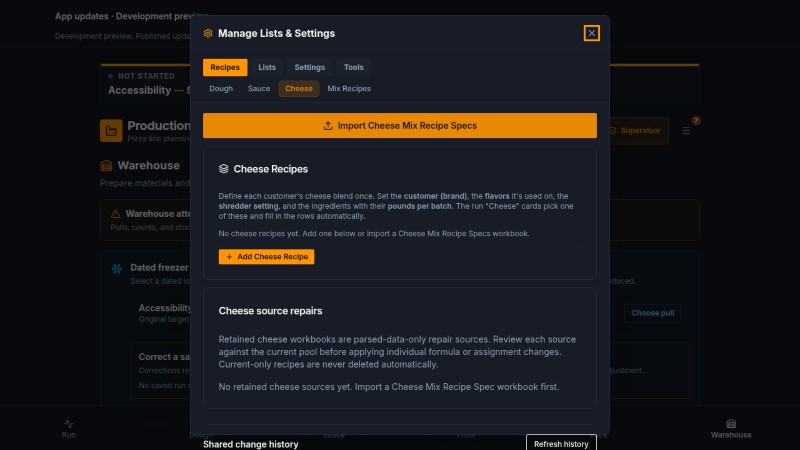 App updates · Development preview
Development preview. Published upda
NOT STARTED
Accessibility — S
Production
Pizza line planning
Supervisor
7
Warehouse
Prepare materials and
Warehouse atte
Pulls, counts, and stoc
Dated freezer
Select a dated lo
oduced.
Accessibility
Original target
Choose pull
Correct a sa
Corrections re
djustment.
No saved run
Manage Lists & Settings
Recipes
Lists
Settings
Tools
Dough
Sauce
Cheese
Mix Recipes
Import Cheese Mix Recipe Specs
Cheese Recipes
Define each customer's cheese blend once. Set the customer (brand), the flavors it's used on, the
shredder setting, and the ingredients with their pounds per batch. The run "Cheese" cards pick one
of these and fill in the rows automatically.
No cheese recipes yet. Add one below or import a Cheese Mix Recipe Specs workbook.
Add Cheese Recipe
Cheese source repairs
Retained cheese workbooks are parsed-data-only repair sources. Review each source
against the current pool before applying individual formula or assignment changes.
Current-only recipes are never deleted automatically.
No retained cheese sources yet. Import a Cheese Mix Recipe Spec workbook first.
Shared change history
Refresh history
Run
Dough
Sauce
Warehouse